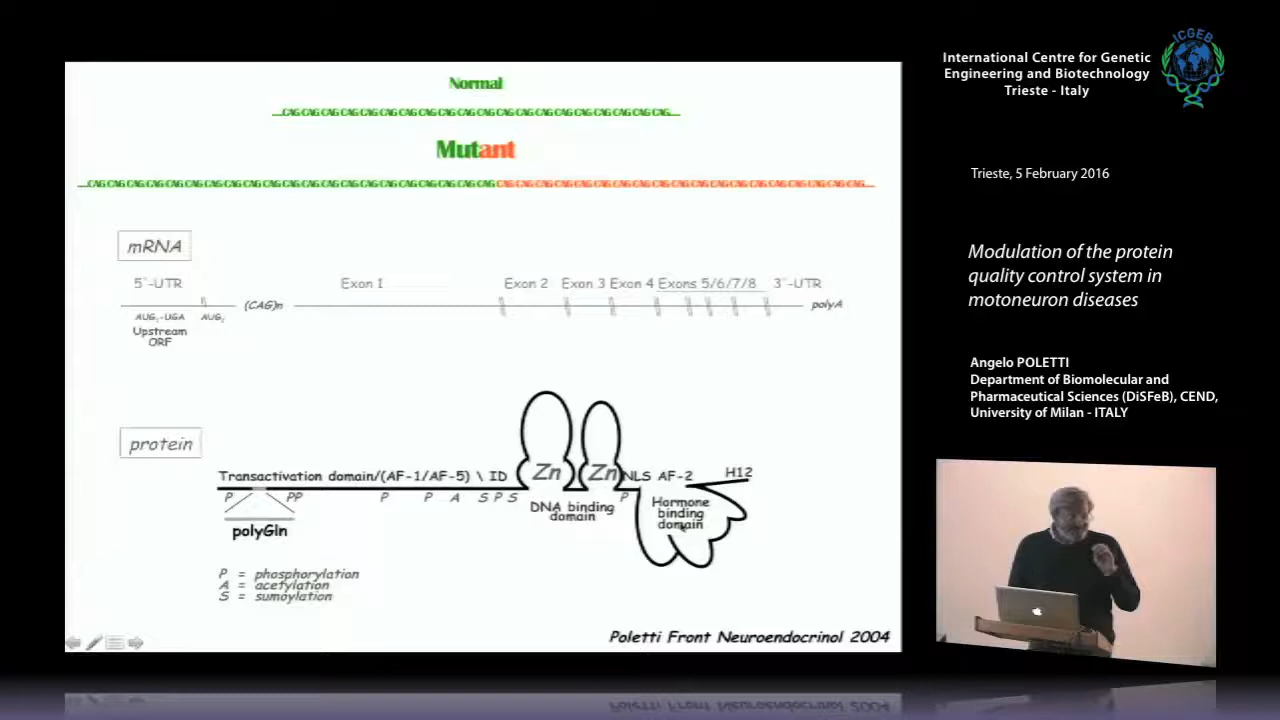 Normal
...CAG CAG CAG CAG CAG CAG CAG CAG CAG CAG CAG CAG CAG CAG CAG CAG CAG CAG CAG CAG...
Mutant
...CAG CAG CAG CAG CAG CAG CAG CAG CAG CAG CAG CAG CAG CAG CAG CAG CAG CAG CAG CAG CAG CAG CAG CAG CAG CAG CAG CAG CAG CAG CAG CAG CAG CAG CAG CAG CAG CAG CAG CAG...
mRNA
5'-UTR Exon 1 Exon 2 Exon 3 Exon 4 Exons 5/6/7/8 3'-UTR
(CAG)n polyA
AUG1-UGA AUG2
Upstream
ORF
protein
Transactivation domain/(AF-1/AF-5) \ ID Zn Zn NLS AF-2 H12
P PP P P A S P S P
DNA binding
domain
Hormone
binding
domain
polyGln
P = phosphorylation
A = acetylation
S = sumoylation
Poletti Front Neuroendocrinol 2004
ICGEB
International Centre for Genetic
Engineering and Biotechnology
Trieste - Italy
Trieste, 5 February 2016
Modulation of the protein
quality control system in
motoneuron diseases
Angelo POLETTI
Department of Biomolecular and
Pharmaceutical Sciences (DiSFeB), CEND,
University of Milan - ITALY